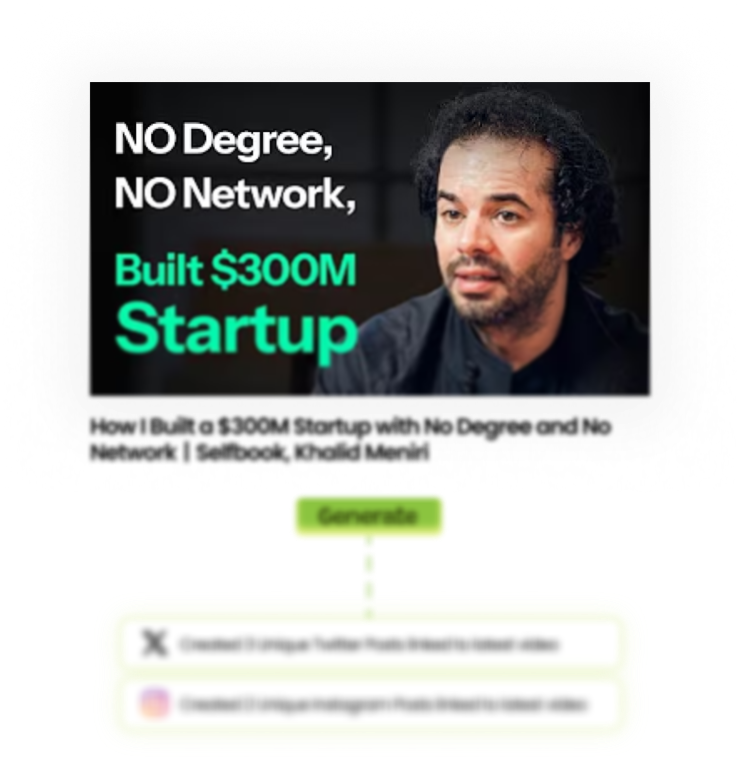 NO Degree,
NO Network,
Built $300M
Startup
How I Built a $300M Startup with No Degree and No
Network | Selfbook, Khalid Meniri
Generate
Created 3 Unique Twitter Posts linked to latest video
Created 2 Unique Instagram Posts linked to latest video